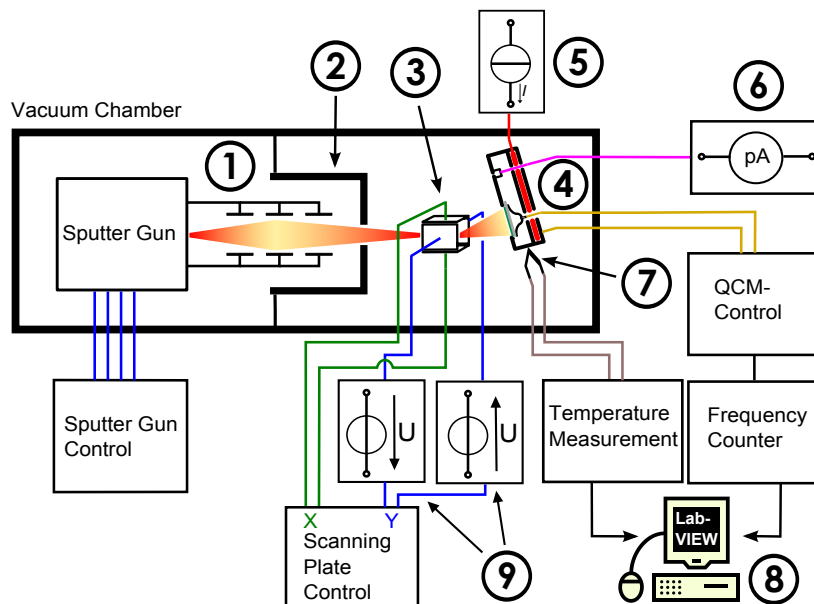 5
6
2
3
I
Vacuum Chamber
1
pA
4
Sputter Gun
7
QCM-
Control
U
U
Sputter Gun
Control
Temperature
Measurement
Frequency
Counter
X
Y
Lab-
VIEW
Scanning
Plate
Control
9
8